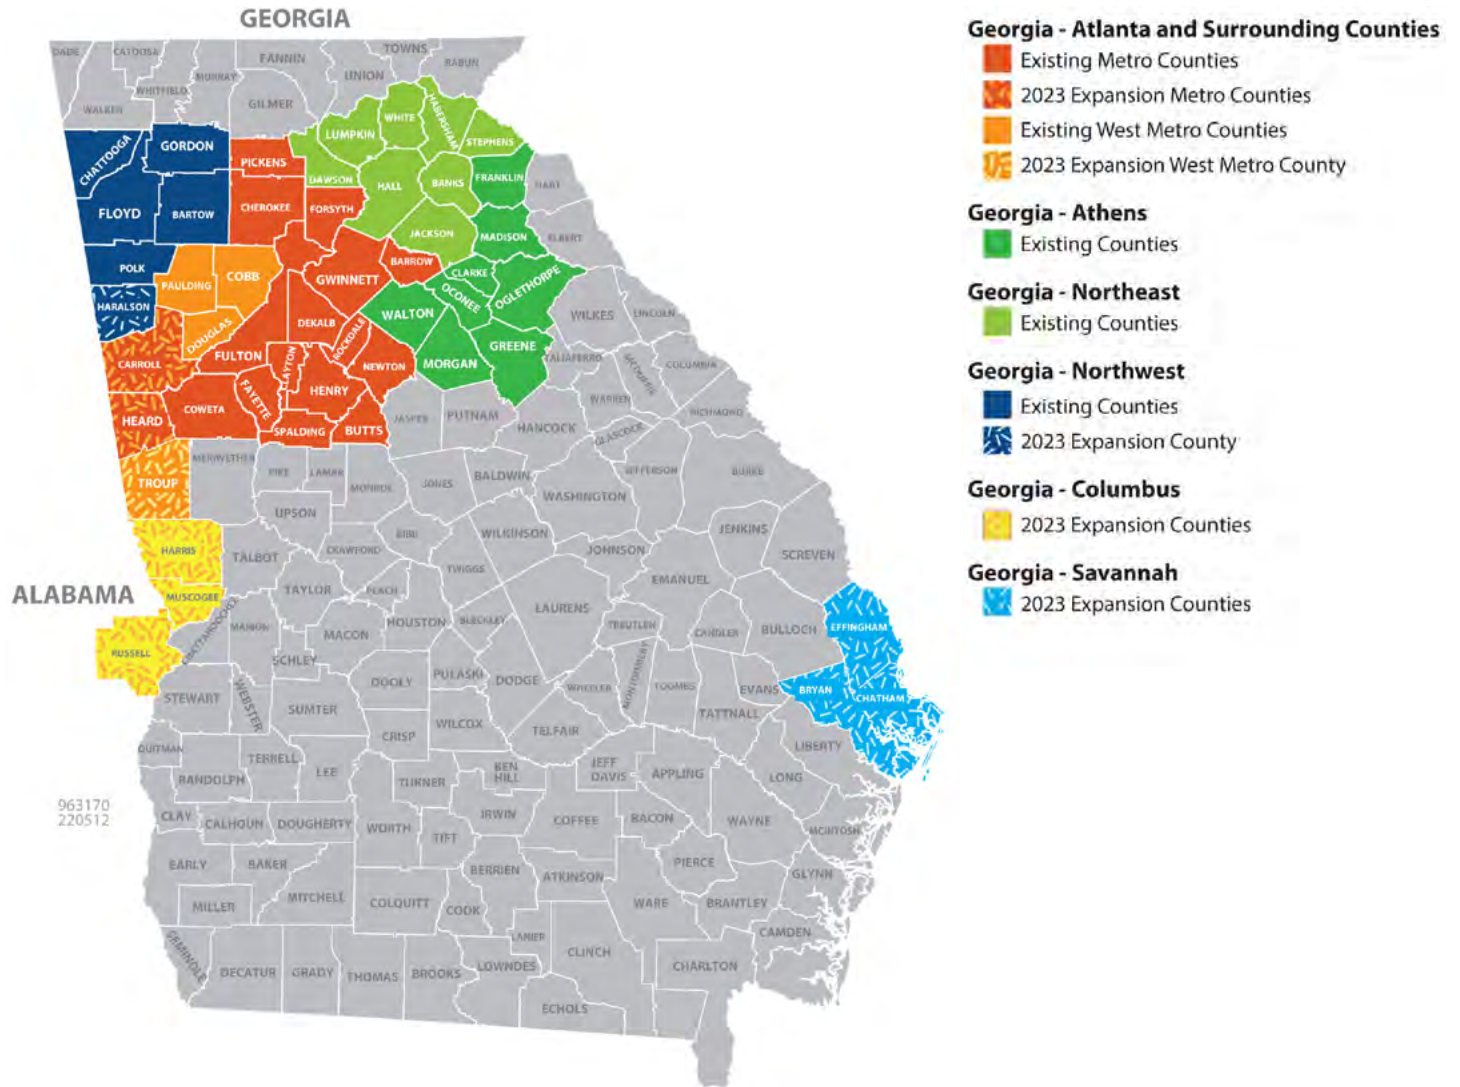 GEORGIA
DADE
CATOOSA
WHITFIELD
MURRAY
FANNIN
UNION
TOWNS
RABUN
WALKER
GILMER
CHATTOOGA
GORDON
PICKENS
LUMPKIN
WHITE
HABERSHAM
STEPHENS
DAWSON
HALL
BANKS
FRANKLIN
HART
FLOYD
BARTOW
CHEROKEE
FORSYTH
JACKSON
MADISON
ELBERT
POLK
PAULDING
COBB
GWINNETT
BARROW
CLARKE
OCONEE
OGLETHORPE
HARALSON
DOUGLAS
DEKALB
ROCKDALE
WALTON
WILKES
LINCOLN
CARROLL
FULTON
CLAYTON
NEWTON
MORGAN
GREENE
TALIAFERRO
MCDUFFIE
COLUMBIA
HEARD
COWETA
FAYETTE
HENRY
SPALDING
BUTTS
JASPER
PUTNAM
HANCOCK
WARREN
GLASCOCK
RICHMOND
TROUP
MERIWETHER
PIKE
LAMAR
MONROE
JONES
BALDWIN
WASHINGTON
JEFFERSON
BURKE
UPSON
HARRIS
TALBOT
CRAWFORD
BIBB
WILKINSON
JOHNSON
JENKINS
SCREVEN
ALABAMA
MUSCOGEE
TAYLOR
PEACH
TWIGGS
LAURENS
EMANUEL
RUSSELL
CHATTAHOOCHEE
MARION
MACON
HOUSTON
BLECKLEY
TREUTLEN
CANDLER
BULLOCH
EFFINGHAM
SCHLEY
STEWART
WEBSTER
SUMTER
DOOLY
PULASKI
DODGE
WHEELER
MONTGOMERY
TOOMBS
TATTNALL
EVANS
BRYAN
CHATHAM
CRISP
WILCOX
TELFAIR
LIBERTY
QUITMAN
RANDOLPH
TERRELL
LEE
TURNER
BEN
HILL
JEFF
DAVIS
APPLING
LONG
963170
220512
CLAY
CALHOUN
DOUGHERTY
WORTH
TIFT
IRWIN
COFFEE
BACON
WAYNE
MCINTOSH
EARLY
BAKER
MITCHELL
BERRIEN
ATKINSON
PIERCE
GLYNN
MILLER
COLQUITT
COOK
WARE
BRANTLEY
CAMDEN
SEMINOLE
DECATUR
GRADY
THOMAS
BROOKS
LANIER
LOWNDES
CLINCH
CHARLTON
ECHOLS
Georgia - Atlanta and Surrounding Counties
Existing Metro Counties
2023 Expansion Metro Counties
Existing West Metro Counties
2023 Expansion West Metro County
Georgia - Athens
Existing Counties
Georgia - Northeast
Existing Counties
Georgia - Northwest
Existing Counties
2023 Expansion County
Georgia - Columbus
2023 Expansion Counties
Georgia - Savannah
2023 Expansion Counties